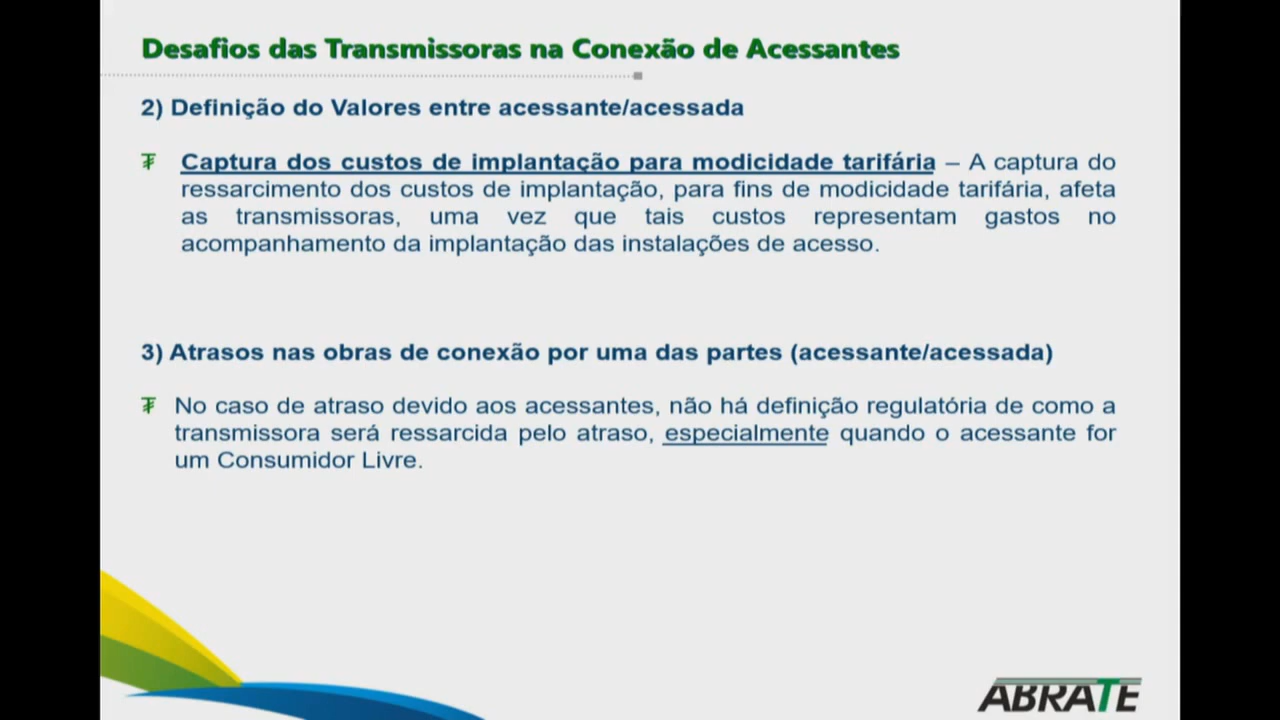 Desafios das Transmissoras na Conexão de Acessantes
2) Definição do Valores entre acessante/acessada
Captura dos custos de implantação para modicidade tarifária – A captura do
ressarcimento dos custos de implantação, para fins de modicidade tarifária, afeta
as transmissoras, uma vez que tais custos representam gastos no
acompanhamento da implantação das instalações de acesso.
3) Atrasos nas obras de conexão por uma das partes (acessante/acessada)
No caso de atraso devido aos acessantes, não há definição regulatória de como a
transmissora será ressarcida pelo atraso, especialmente quando o acessante for
um Consumidor Livre.
ABRATE